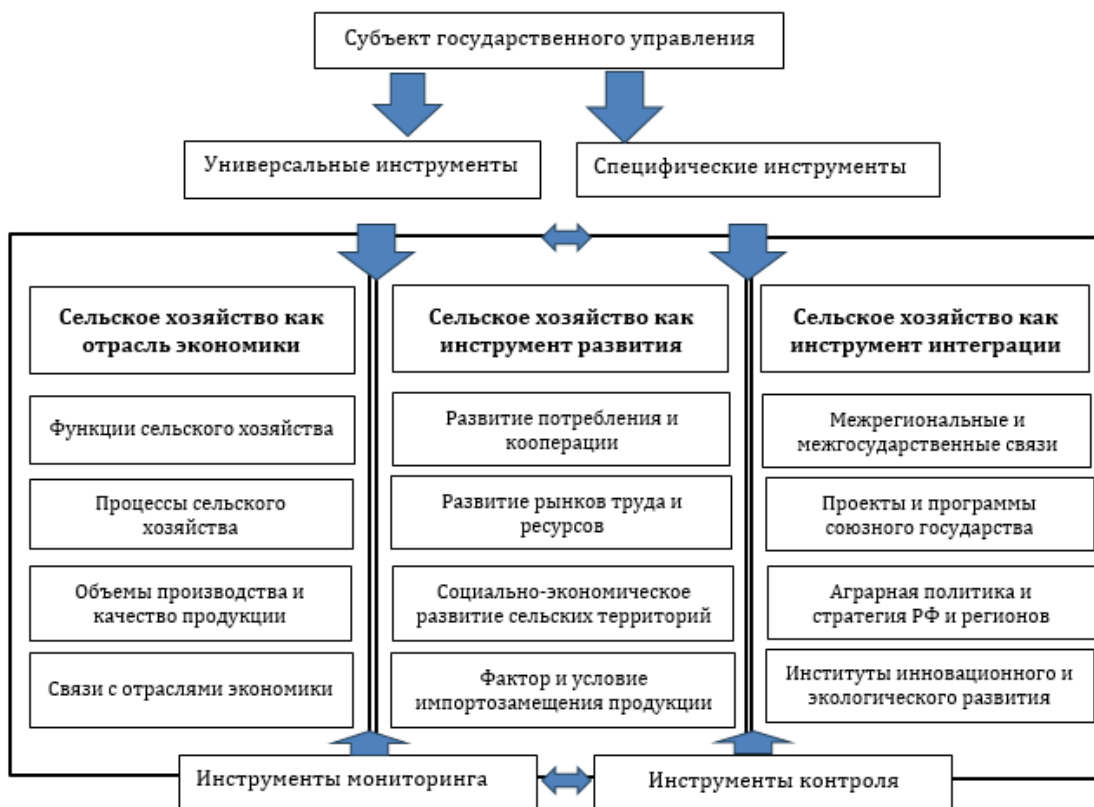 Субъект государственного управления
Универсальные инструменты
Специфические инструменты
Сельское хозяйство как
отрасль экономики
Функции сельского хозяйства
Процессы сельского
хозяйства
Объемы производства и
качество продукции
Связи с отраслями экономики
Сельское хозяйство как
инструмент развития
Развитие потребления и
кооперации
Развитие рынков труда и
ресурсов
Социально-экономическое
развитие сельских территорий
Фактор и условие
импортозамещения продукции
Сельское хозяйство как
инструмент интеграции
Межрегиональные и
межгосударственные связи
Проекты и программы
союзного государства
Аграрная политика и
стратегия РФ и регионов
Институты инновационного и
экологического развития
Инструменты мониторинга
Инструменты контроля